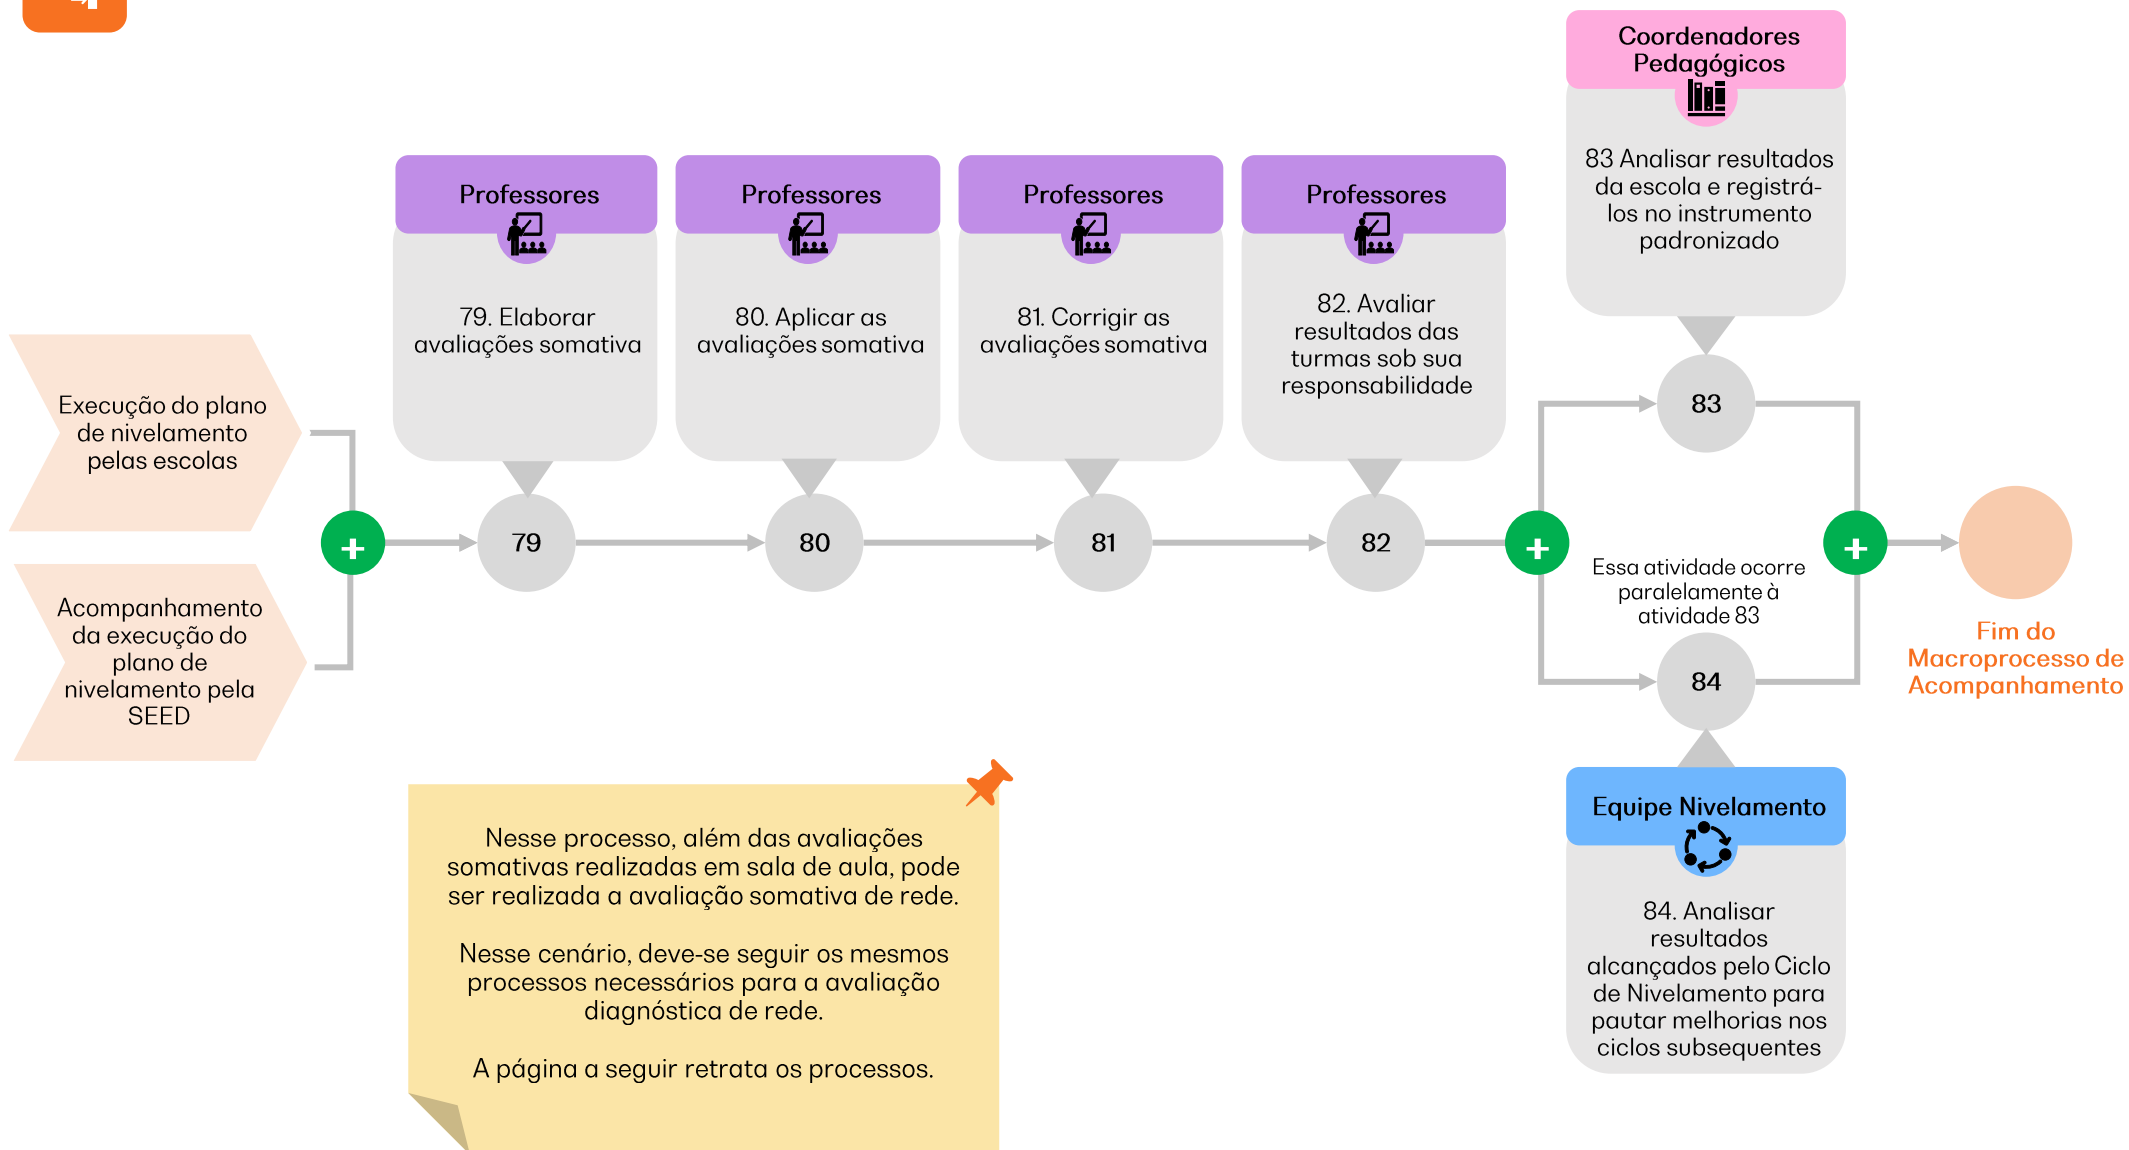 Coordenadores
Pedagógicos
83 Analisar resultados
da escola e registrá-
los no instrumento
padronizado
Professores
79. Elaborar
avaliações somativa
Professores
80. Aplicar as
avaliações somativa
Professores
81. Corrigir as
avaliações somativa
Professores
82. Avaliar
resultados das
turmas sob sua
responsabilidade
Execução do plano
de nivelamento
pelas escolas
Acompanhamento
da execução do
plano de
nivelamento pela
SEED
+
79
80
81
82
+
83
Essa atividade ocorre
paralelamente à
atividade 83
84
+
Fim do
Macroprocesso de
Acompanhamento
Equipe Nivelamento
84. Analisar
resultados
alcançados pelo Ciclo
de Nivelamento para
pautar melhorias nos
ciclos subsequentes
Nesse processo, além das avaliações
somativas realizadas em sala de aula, pode
ser realizada a avaliação somativa de rede.
Nesse cenário, deve-se seguir os mesmos
processos necessários para a avaliação
diagnóstica de rede.
A página a seguir retrata os processos.